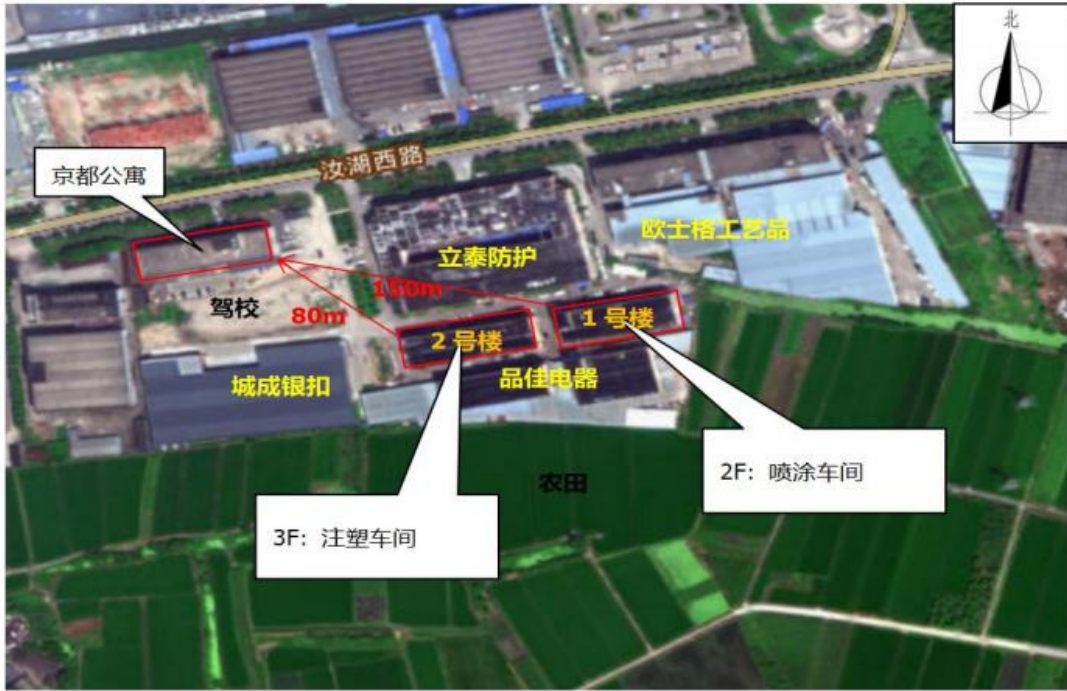 北
汝湖西路
京都公寓
欧士格工艺品
立泰防护
150m
驾校
80m
1号楼
2号楼
城成银扣
品佳电器
2F: 喷涂车间
农田
3F: 注塑车间